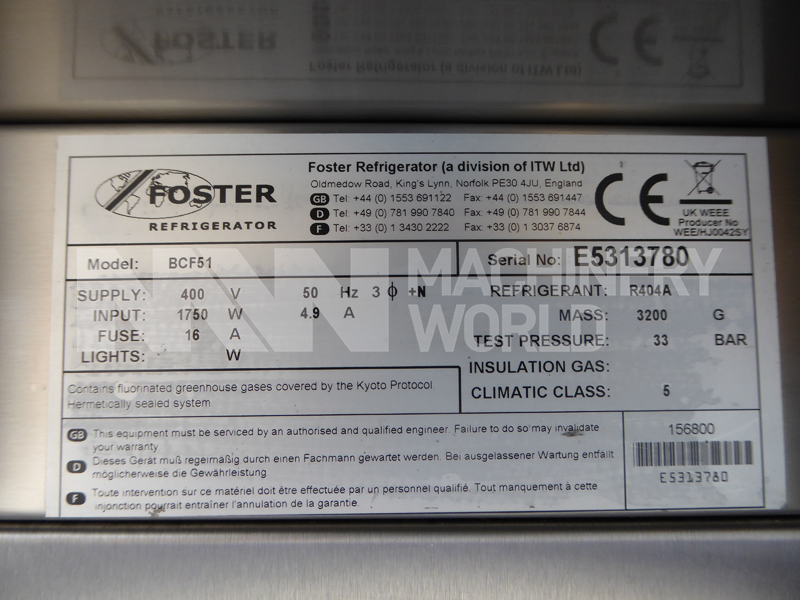 FOSTER
REFRIGERATOR
Foster Refrigerator (a division of ITW Ltd)
Foster Refrigerator (a division of ITW Ltd)
Oldmedow Road, King's Lynn, Norfolk PE30 4JU, England
GB Tel: +44 (0) 1553 691122 Fax: +44 (0) 1553 691447
D Tel: +49 (0) 781 990 7840 Fax: +49 (0) 781 990 7844
F Tel: +33 (0) 1 3430 2222 Fax: +33 (0) 1 3037 6874
CE
UK WEEE
Producer No
WEE/HJ0042SY
FOSTER
REFRIGERATOR
Model: BCF51
Serial No: E5313780
MACHINERY
WORLD
SUPPLY: 400 V 50 Hz 3 ϕ +N
INPUT: 1750 W 4.9 A
FUSE: 16 A
LIGHTS: W
REFRIGERANT: R404A
MASS: 3200 G
TEST PRESSURE: 33 BAR
INSULATION GAS:
CLIMATIC CLASS: 5
Contains fluorinated greenhouse gases covered by the Kyoto Protocol
Hermetically sealed system
GB This equipment must be serviced by an authorised and qualified engineer. Failure to do so may invalidate
your warranty.
D Dieses Gerät muß regelmäßig durch einen Fachmann gewartet werden. Bei ausgelassener Wartung entfällt
möglicherweise die Gewährleistung.
F Toute intervention sur ce matériel doit être effectuée par un personnel qualifié. Tout manquement à cette
injonction pourrait entraîner l'annulation de la garantie.
156800
E5313780